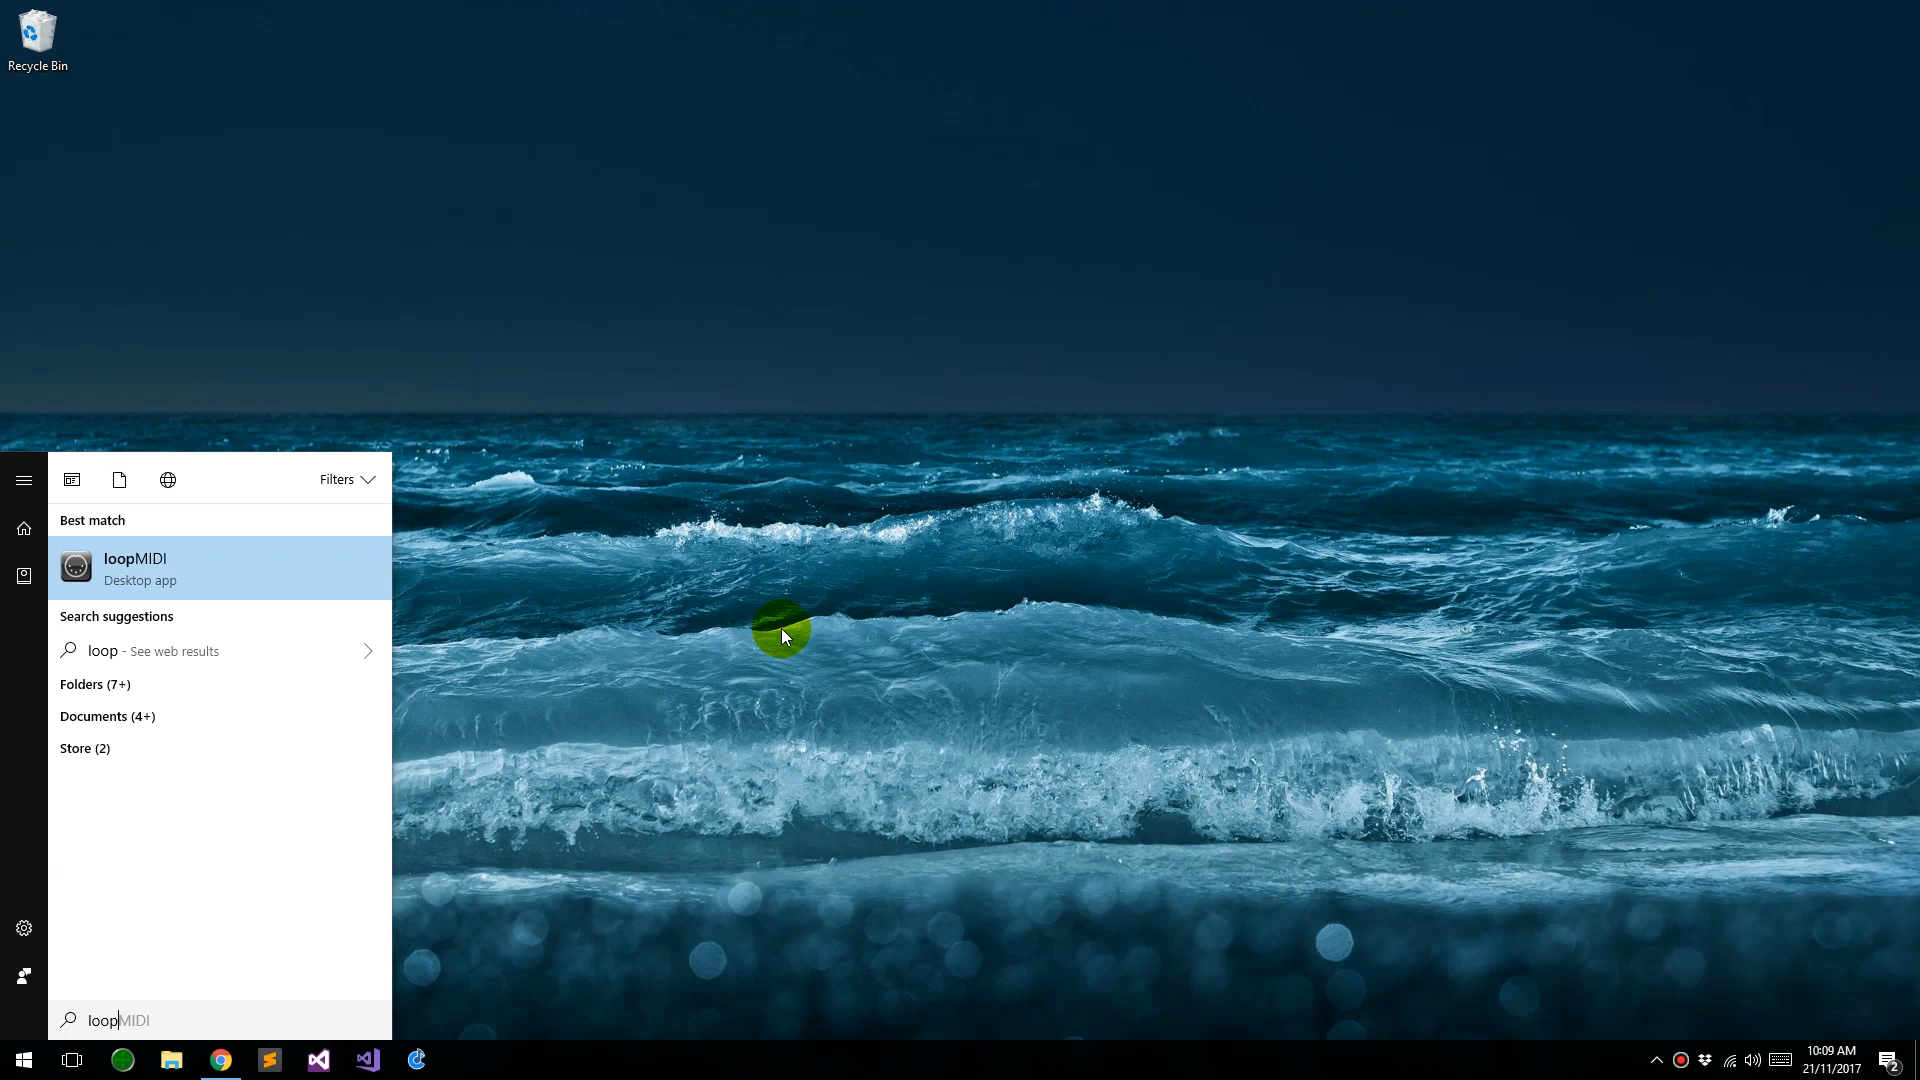 Recycle Bin
Filters
Best match
loopMIDI
Desktop app
Search suggestions
loop - See web results
Folders (7+)
Documents (4+)
Store (2)
loopMIDI
10:09 AM
21/11/2017
2